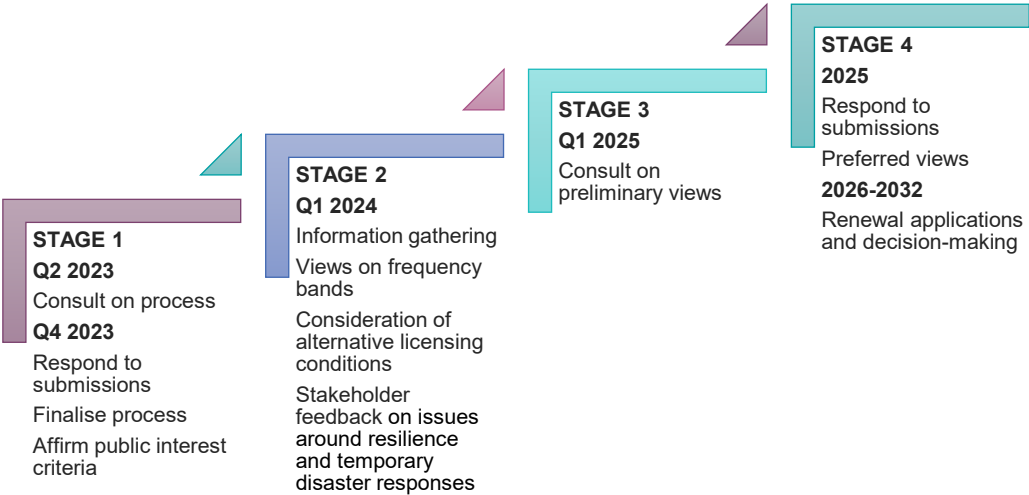 STAGE 1
Q2 2023
Consult on process
Q4 2023
Respond to
submissions
Finalise process
Affirm public interest
criteria
STAGE 2
Q1 2024
Information gathering
Views on frequency
bands
Consideration of
alternative licensing
conditions
Stakeholder
feedback on issues
around resilience
and temporary
disaster responses
STAGE 3
Q1 2025
Consult on
preliminary views
STAGE 4
2025
Respond to
submissions
Preferred views
2026-2032
Renewal applications
and decision-making